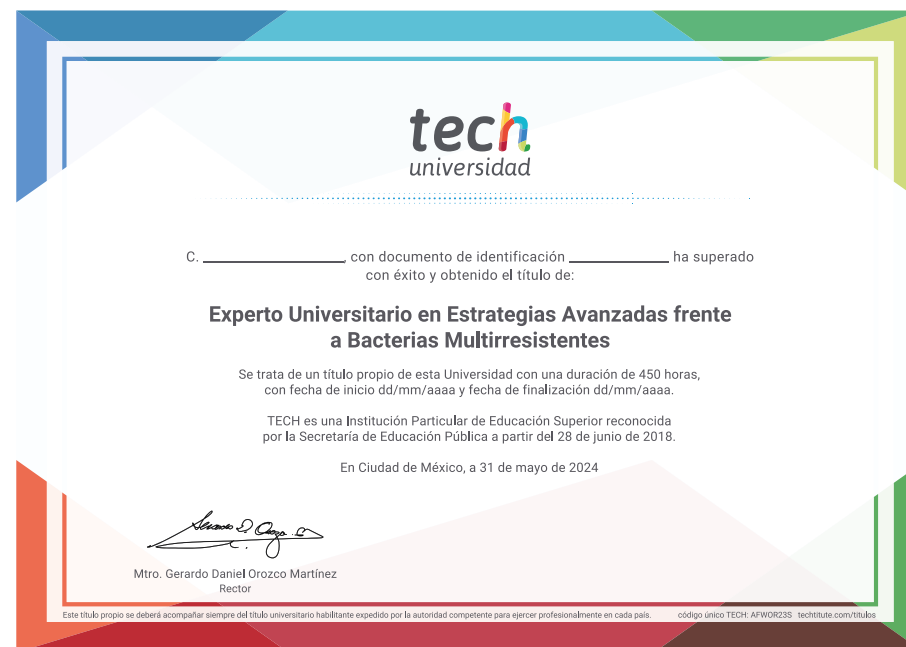 tech
universidad
C. ____________, con documento de identificación ____________ ha superado
con éxito y obtenido el título de:
Experto Universitario en Estrategias Avanzadas frente
a Bacterias Multirresistentes
Se trata de un título propio de esta Universidad con una duración de 450 horas,
con fecha de inicio dd/mm/aaaa y fecha de finalización dd/mm/aaaa.
TECH es una Institución Particular de Educación Superior reconocida
por la Secretaría de Educación Pública a partir del 28 de junio de 2018.
En Ciudad de México, a 31 de mayo de 2024
Mtro. Gerardo Daniel Orozco Martínez
Rector
Este título propio se deberá acompañar siempre del título universitario habilitante expedido por la autoridad competente para ejercer profesionalmente en cada país. código único TECH: AFWOR23S techtitute.com/titulos